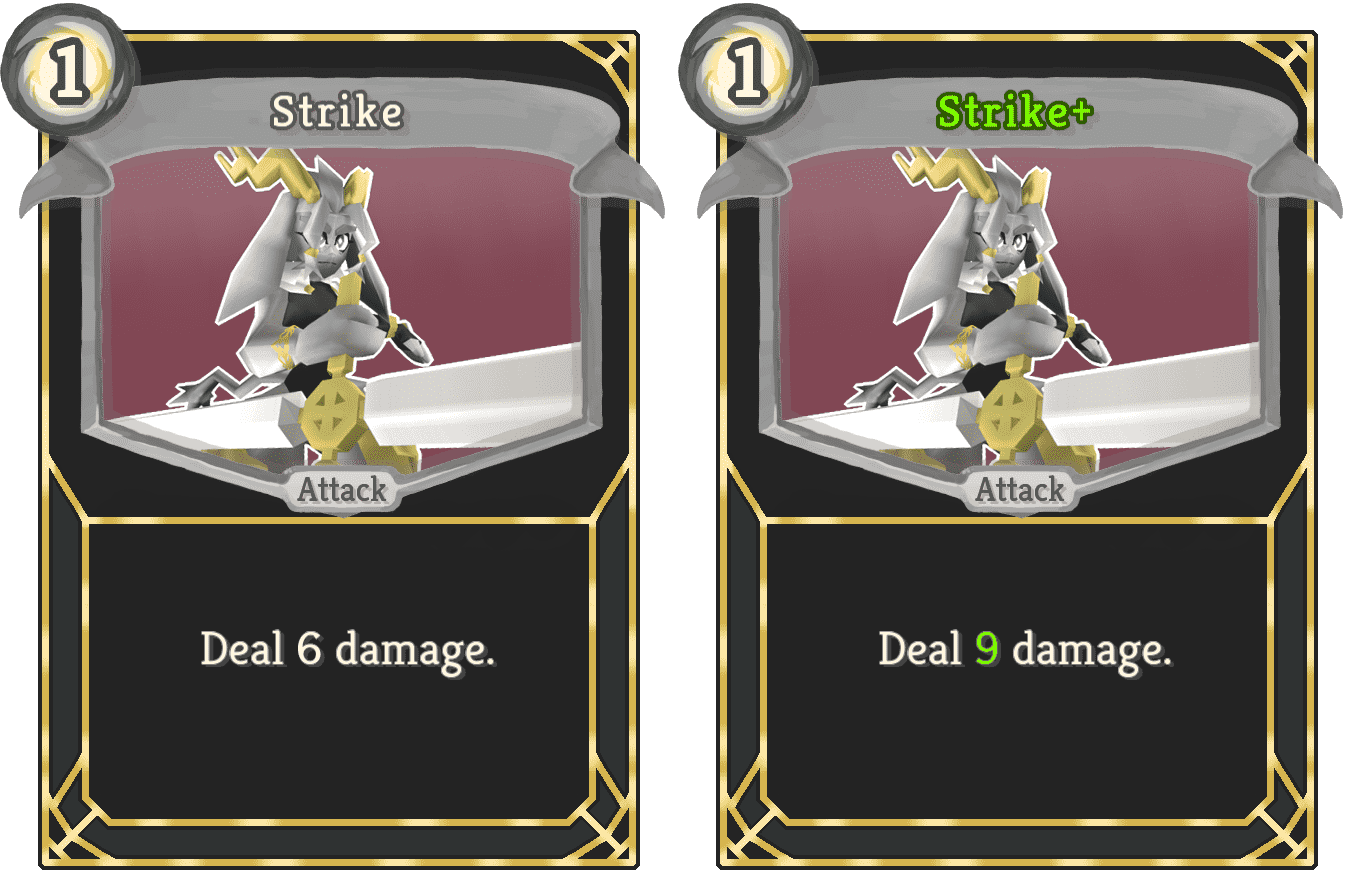 1
Strike
Attack
Deal 6 damage.
1
Strike+
Attack
Deal 9 damage.